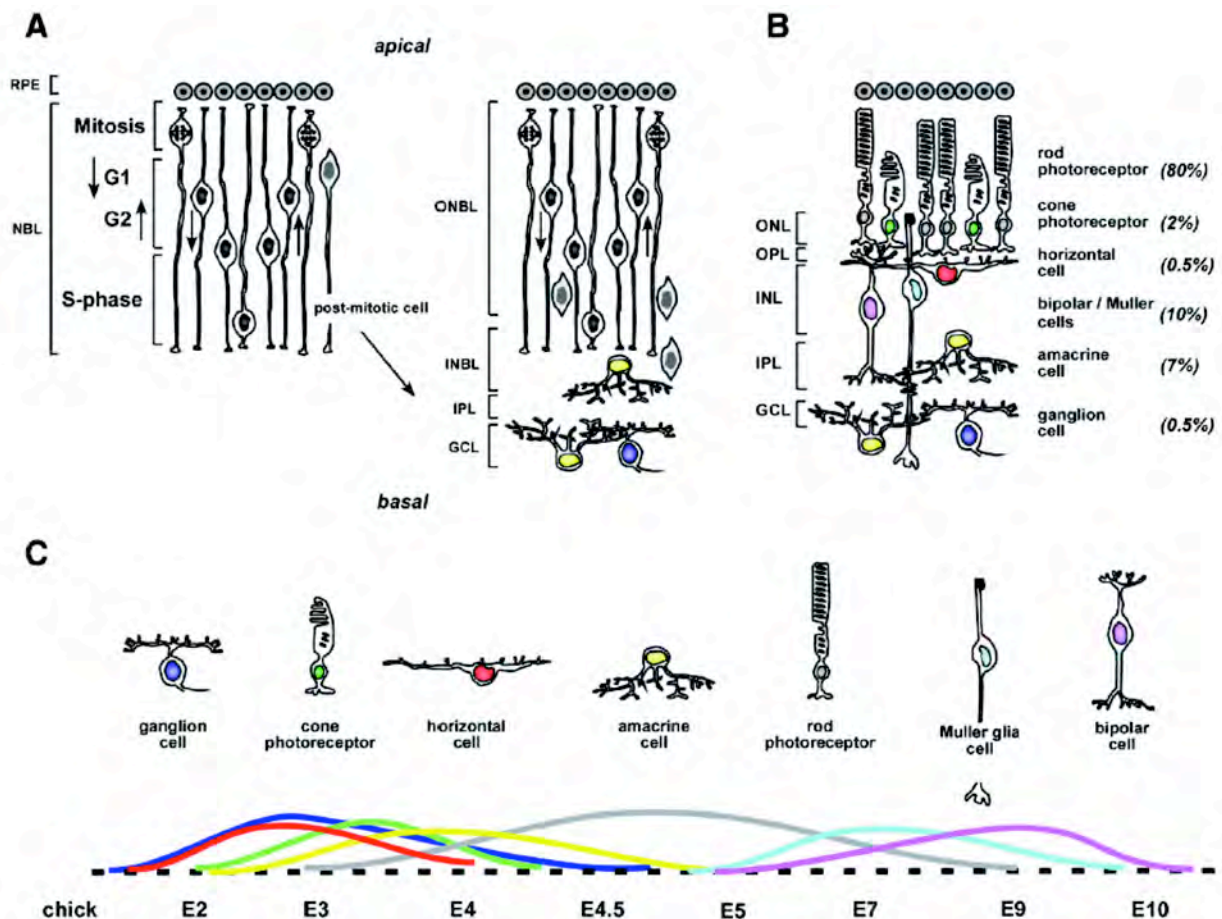 A
apical
RPE
NBL
Mitosis
G1
G2
S-phase
post-mitotic cell
ONBL
INBL
IPL
GCL
basal
B
ONL
OPL
INL
IPL
GCL
rod
photoreceptor (80%)
cone
photoreceptor (2%)
horizontal
cell (0.5%)
bipolar / Muller
cells (10%)
amacrine
cell (7%)
ganglion
cell (0.5%)
C
ganglion
cell
cone
photoreceptor
horizontal
cell
amacrine
cell
rod
photoreceptor
Muller glia
cell
bipolar
cell
chick E2 E3 E4 E4.5 E5 E7 E9 E10